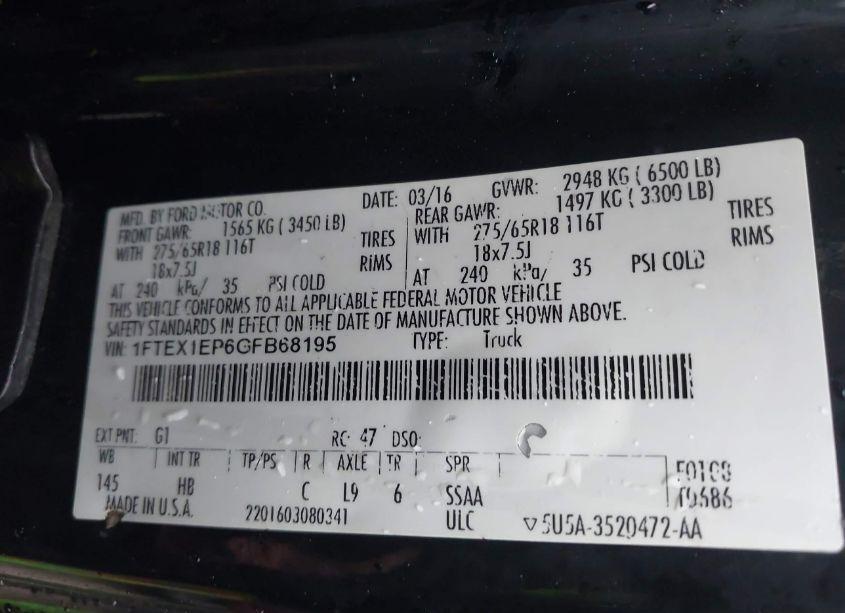 MFD. BY FORD MOTOR CO. DATE: 03/16 GVWR: 2948 KG ( 6500 LB)
FRONT GAWR: 1565 KG ( 3450 LB) REAR GAWR: 1497 KG ( 3300 LB)
WITH 275/65R18 116T TIRES WITH 275/65R18 116T TIRES
18x7.5J RIMS 18x7.5J RIMS
AT 240 kPa/ 35 PSI COLD AT 240 kPa/ 35 PSI COLD
THIS VEHICLE CONFORMS TO ALL APPLICABLE FEDERAL MOTOR VEHICLE
SAFETY STANDARDS IN EFFECT ON THE DATE OF MANUFACTURE SHOWN ABOVE.
VIN: 1FTEX1EP6GFB68195 TYPE: Truck
EXT PNT: G1 RC: 47 DSO:
WB INT TR TP/PS R AXLE TR SPR
145 HB C L9 6 SSAA
MADE IN U.S.A. 2201603080341 ULC 5U5A-3520472-AA